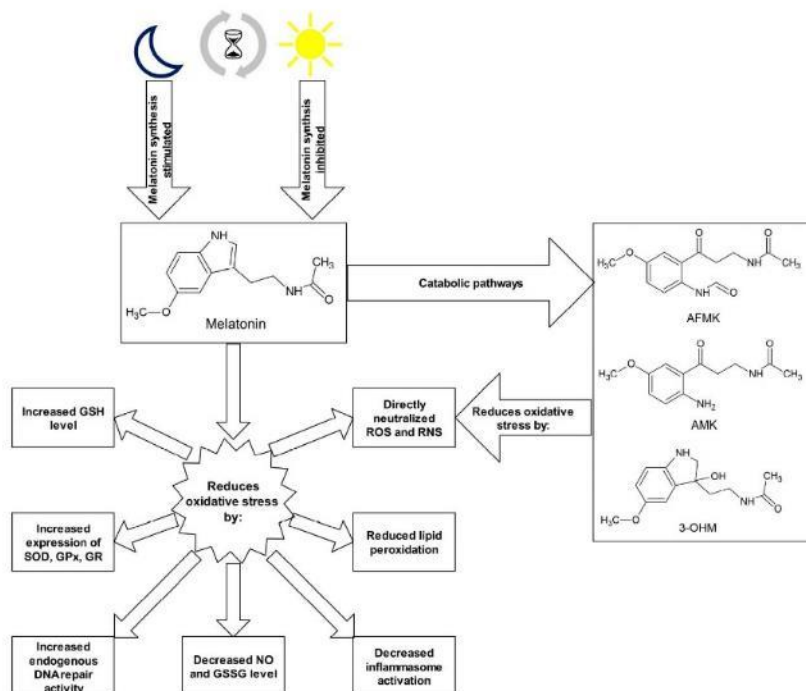 Melatonin synthesis
stimulated
Melatonin synthsis
inhibited
NH
CH3
NH
O
O
H3C
Melatonin
Catabolic pathways
O
O
O
H3C
NH
CH3
NH
O
AFMK
O
O
O
H3C
NH
CH3
NH2
AMK
NH
OH
CH3
NH
O
O
H3C
3-OHM
Increased GSH
level
Directly
neutralized
ROS and RNS
Reduces oxidative
stress by:
Reduces
oxidative stress
by:
Increased
expression of
SOD, GPx, GR
Reduced lipid
peroxidation
Increased
endogenous
DNA repair
activity
Decreased NO
and GSSG level
Decreased
inflammasome
activation